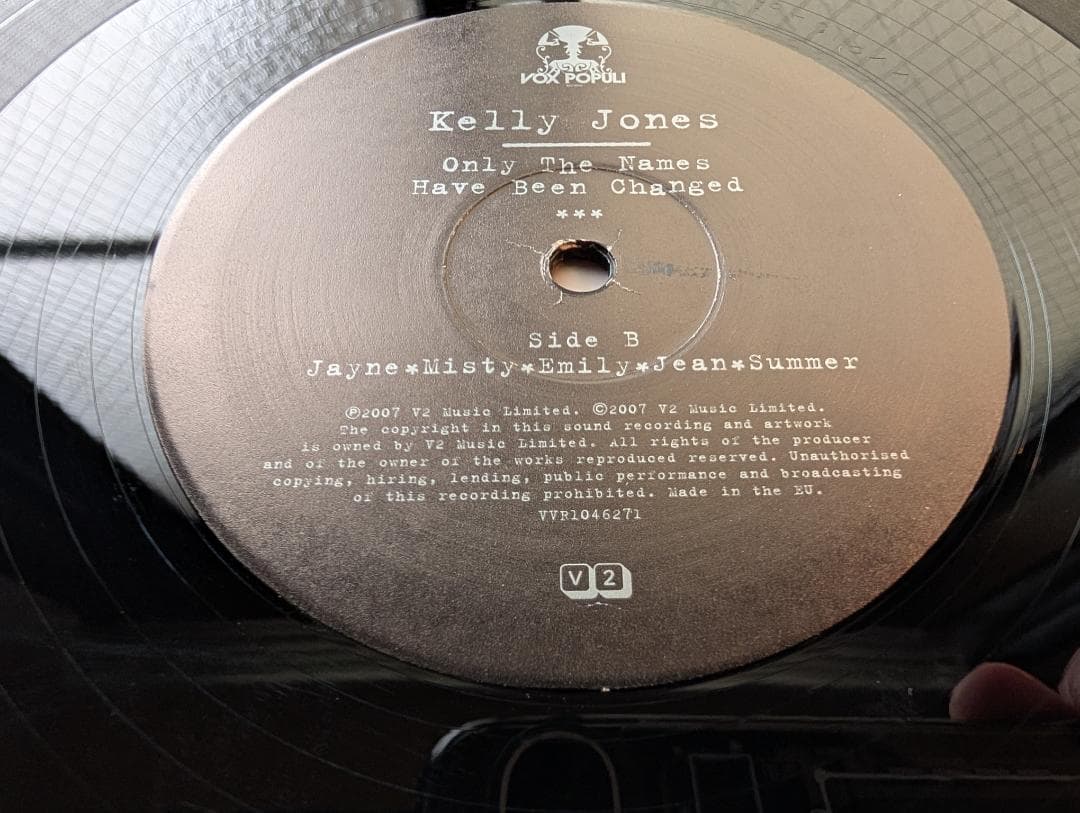 VOX POPULI
Kelly Jones
Only The Names
Have Been Changed
***
Side B
Jayne*Misty*Emily*Jean*Summer
℗2007 V2 Music Limited. ©2007 V2 Music Limited.
The copyright in this sound recording and artwork
is owned by V2 Music Limited. All rights of the producer
and of the owner of the works reproduced reserved. Unauthorised
copying, hiring, lending, public performance and broadcasting
of this recording prohibited. Made in the EU.
VVR1046271
V2